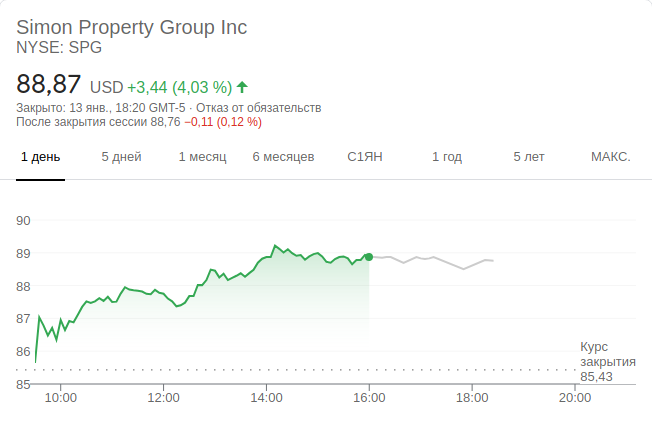 Simon Property Group Inc
NYSE: SPG
88,87 USD +3,44 (4,03 %)
Закрыто: 13 янв., 18:20 GMT-5 · Отказ от обязательств
После закрытия сессии 88,76 −0,11 (0,12 %)
1 день 5 дней 1 месяц 6 месяцев С1ЯН 1 год 5 лет МАКС.
90
89
88
87
86
Курс
закрытия
85,43
85
10:00 12:00 14:00 16:00 18:00 20:00